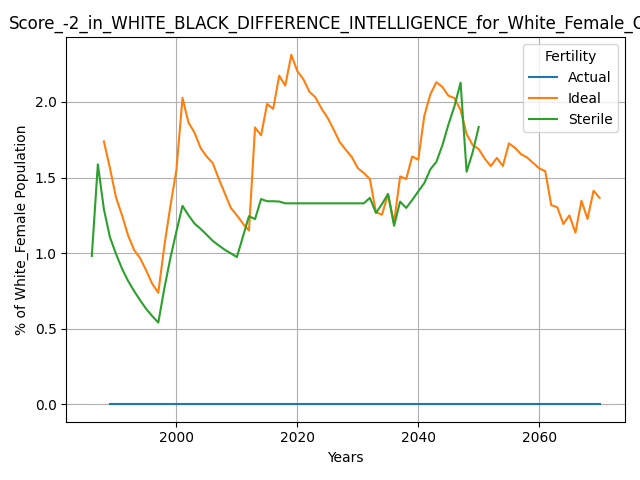 Score_-2_in_WHITE_BLACK_DIFFERENCE_INTELLIGENCE_for_White_Female_
Fertility
Actual
Ideal
Sterile
% of White_Female Population
2.0
1.5
1.0
0.5
0.0
2000 2020 2040 2060
Years